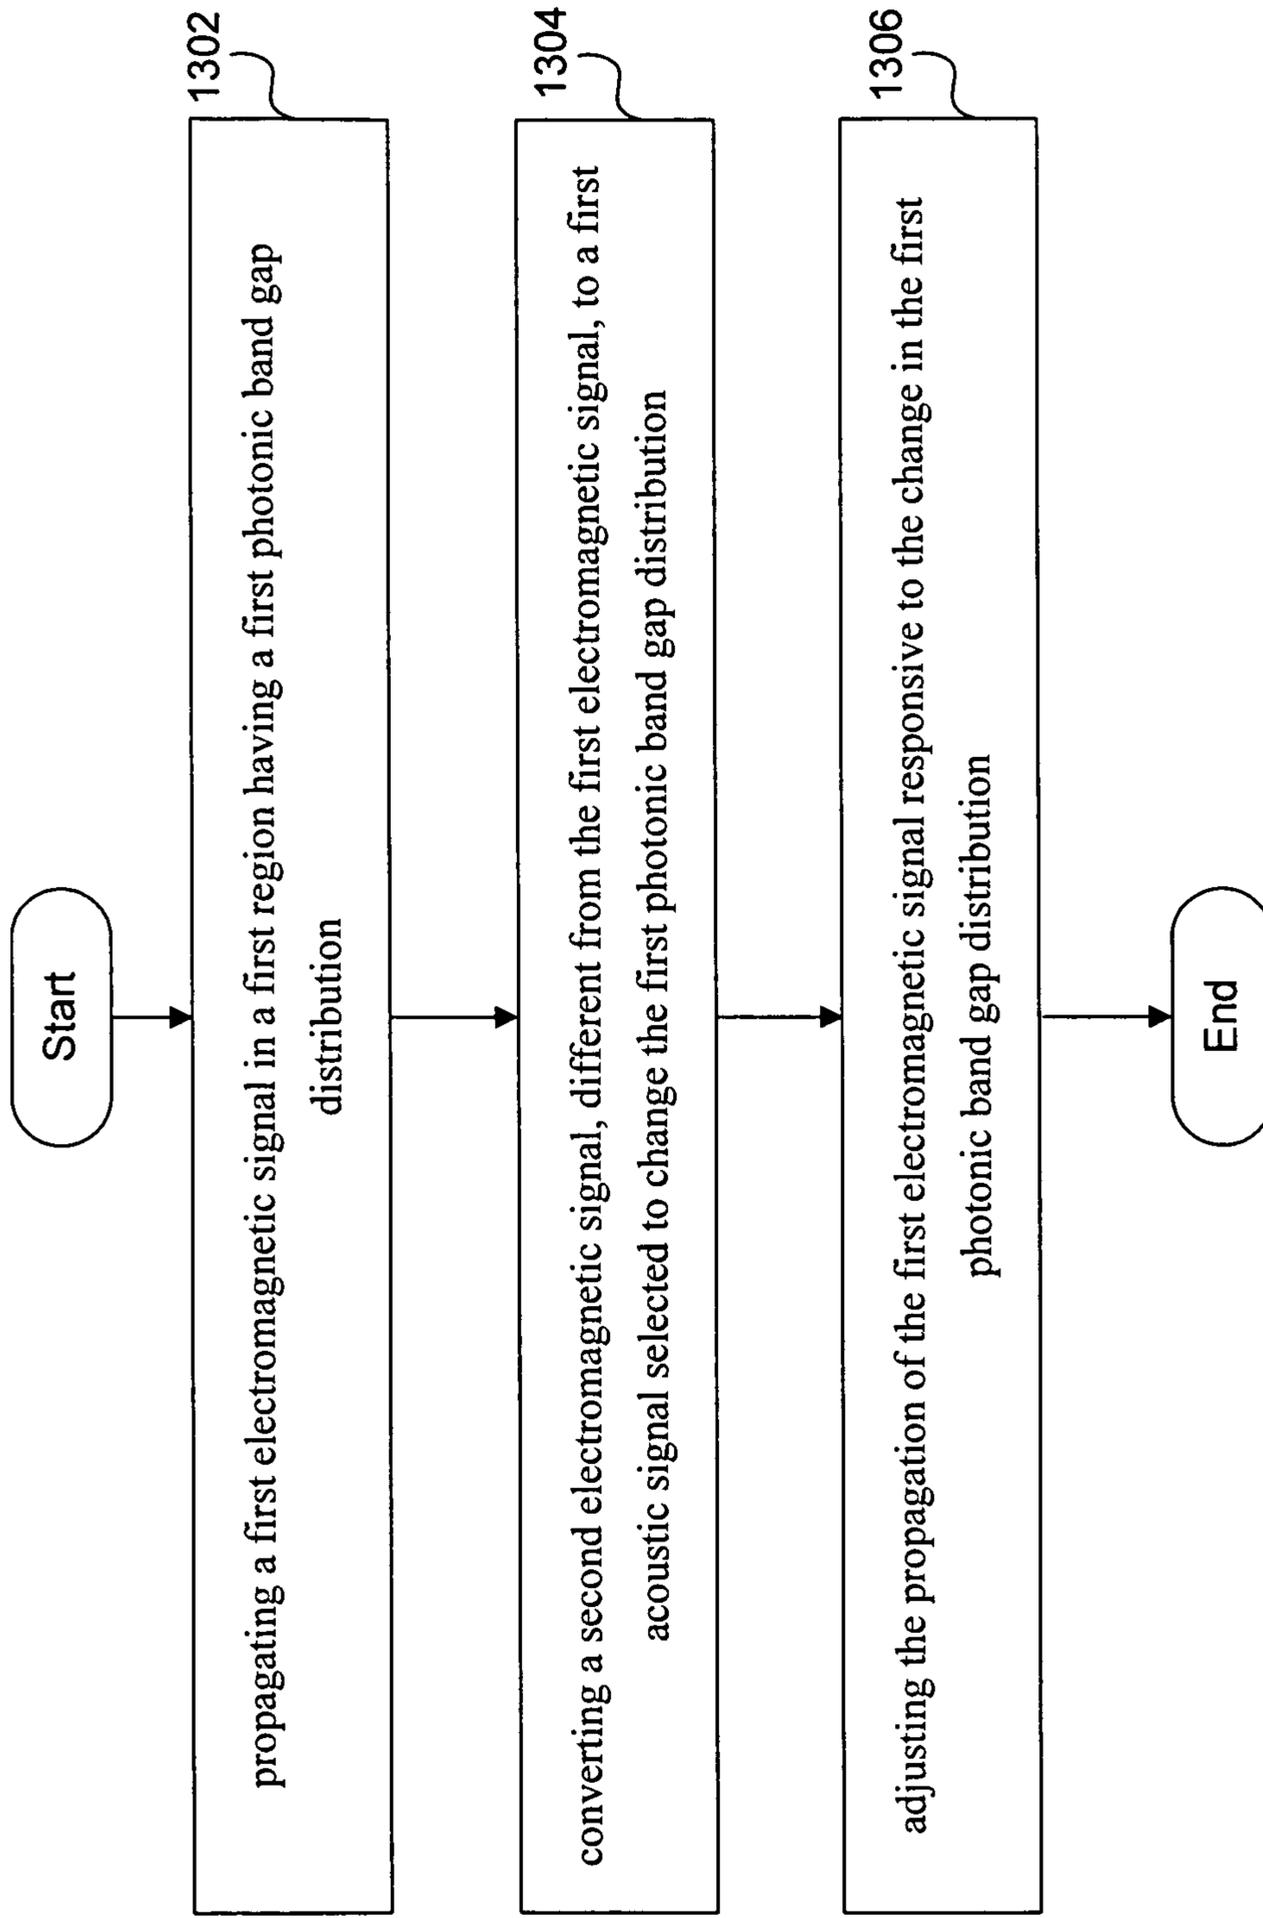 Start
1302
propagating a first electromagnetic signal in a first region having a first photonic band gap
distribution
1304
converting a second electromagnetic signal, different from the first electromagnetic signal, to a first
acoustic signal selected to change the first photonic band gap distribution
1306
adjusting the propagation of the first electromagnetic signal responsive to the change in the first
photonic band gap distribution
End